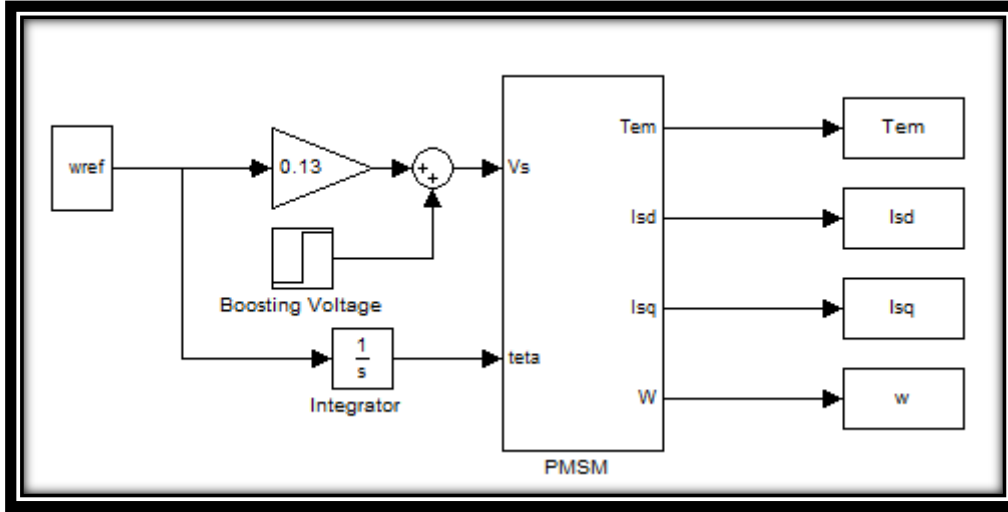 Tem
Tem
wref
0.13
+
+
Vs
Isd
Isd
Boosting Voltage
Isq
Isq
1
s
teta
Integrator
W
w
PMSM